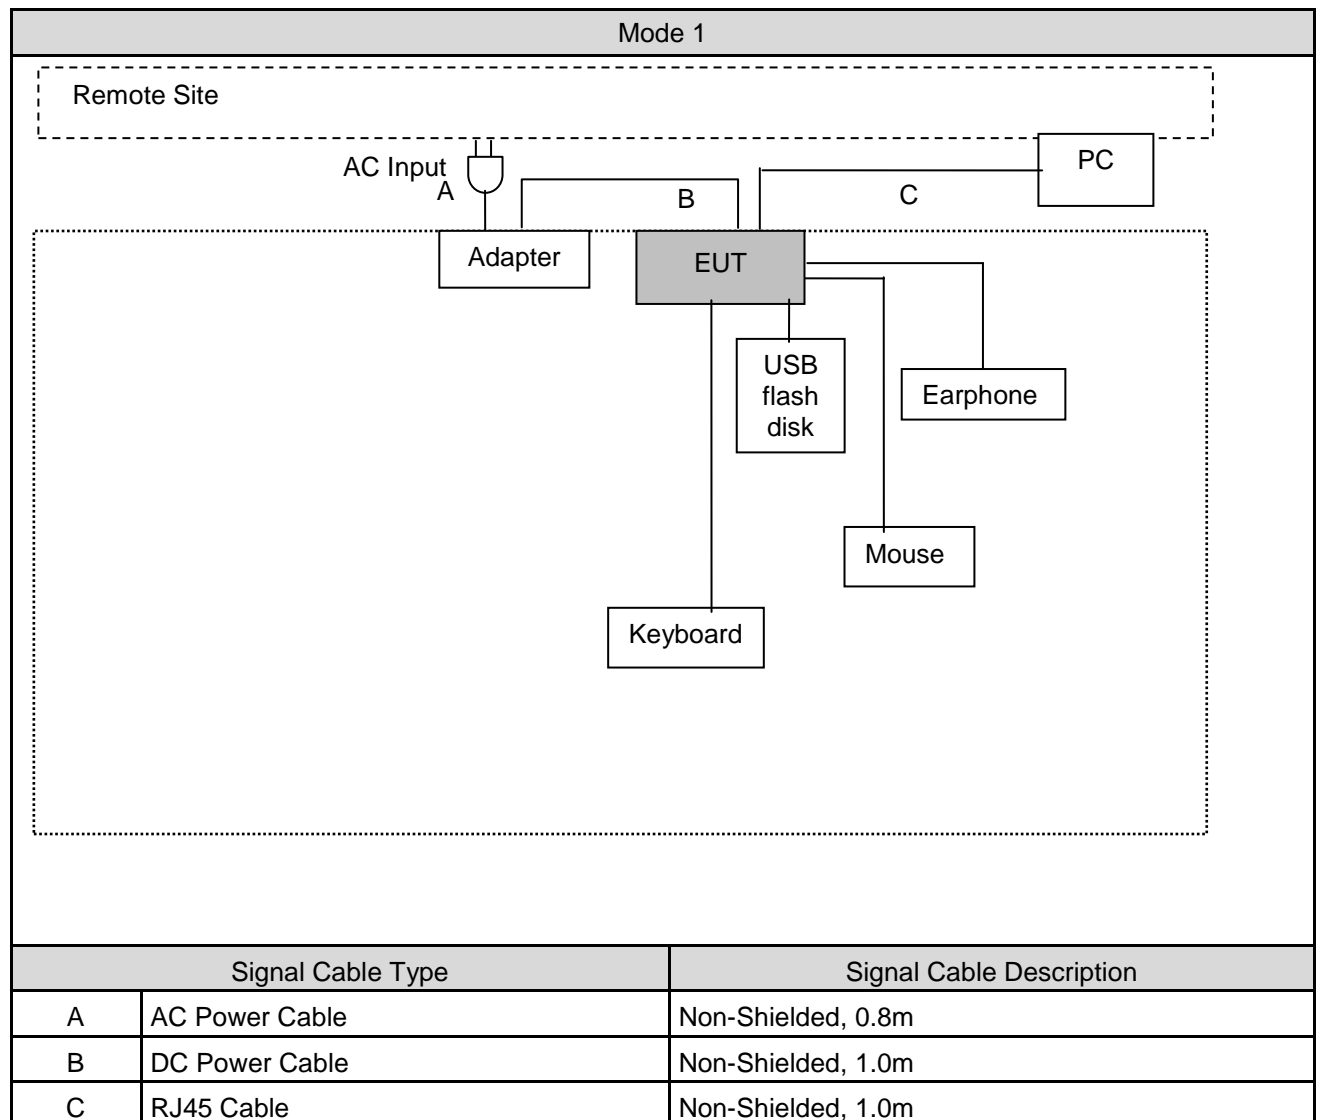 Mode 1
Remote Site
AC Input
A
B
C
PC
Adapter
EUT
USB
flash
disk
Earphone
Mouse
Keyboard
Signal Cable Type Signal Cable Description
A AC Power Cable Non-Shielded, 0.8m
B DC Power Cable Non-Shielded, 1.0m
C RJ45 Cable Non-Shielded, 1.0m